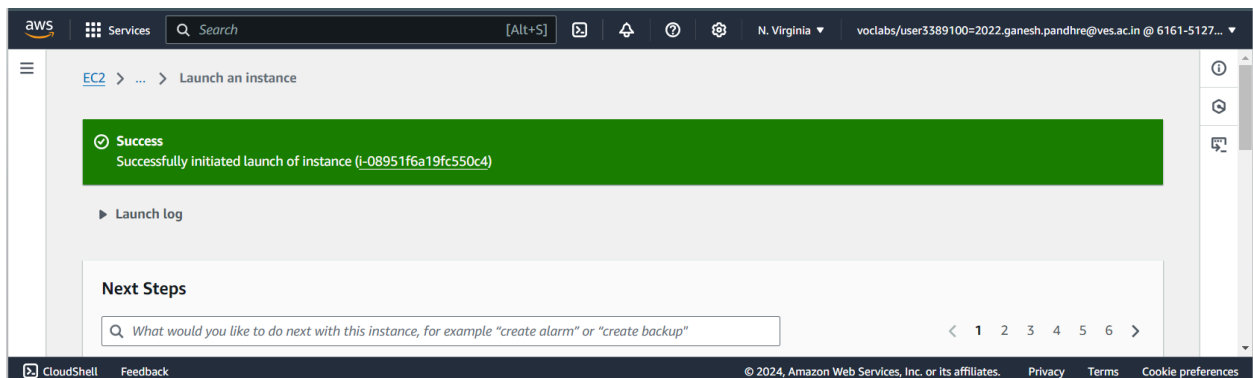 aws Services Search [Alt+S] N. Virginia ▼ voclabs/user3389100=2022.ganesh.pandhre@ves.ac.in @ 6161-5127... ▼
EC2 > ... > Launch an instance
Success
Successfully initiated launch of instance (i-08951f6a19fc550c4)
Launch log
Next Steps
What would you like to do next with this instance, for example “create alarm” or “create backup” < 1 2 3 4 5 6 >
CloudShell Feedback © 2024, Amazon Web Services, Inc. or its affiliates. Privacy Terms Cookie preferences